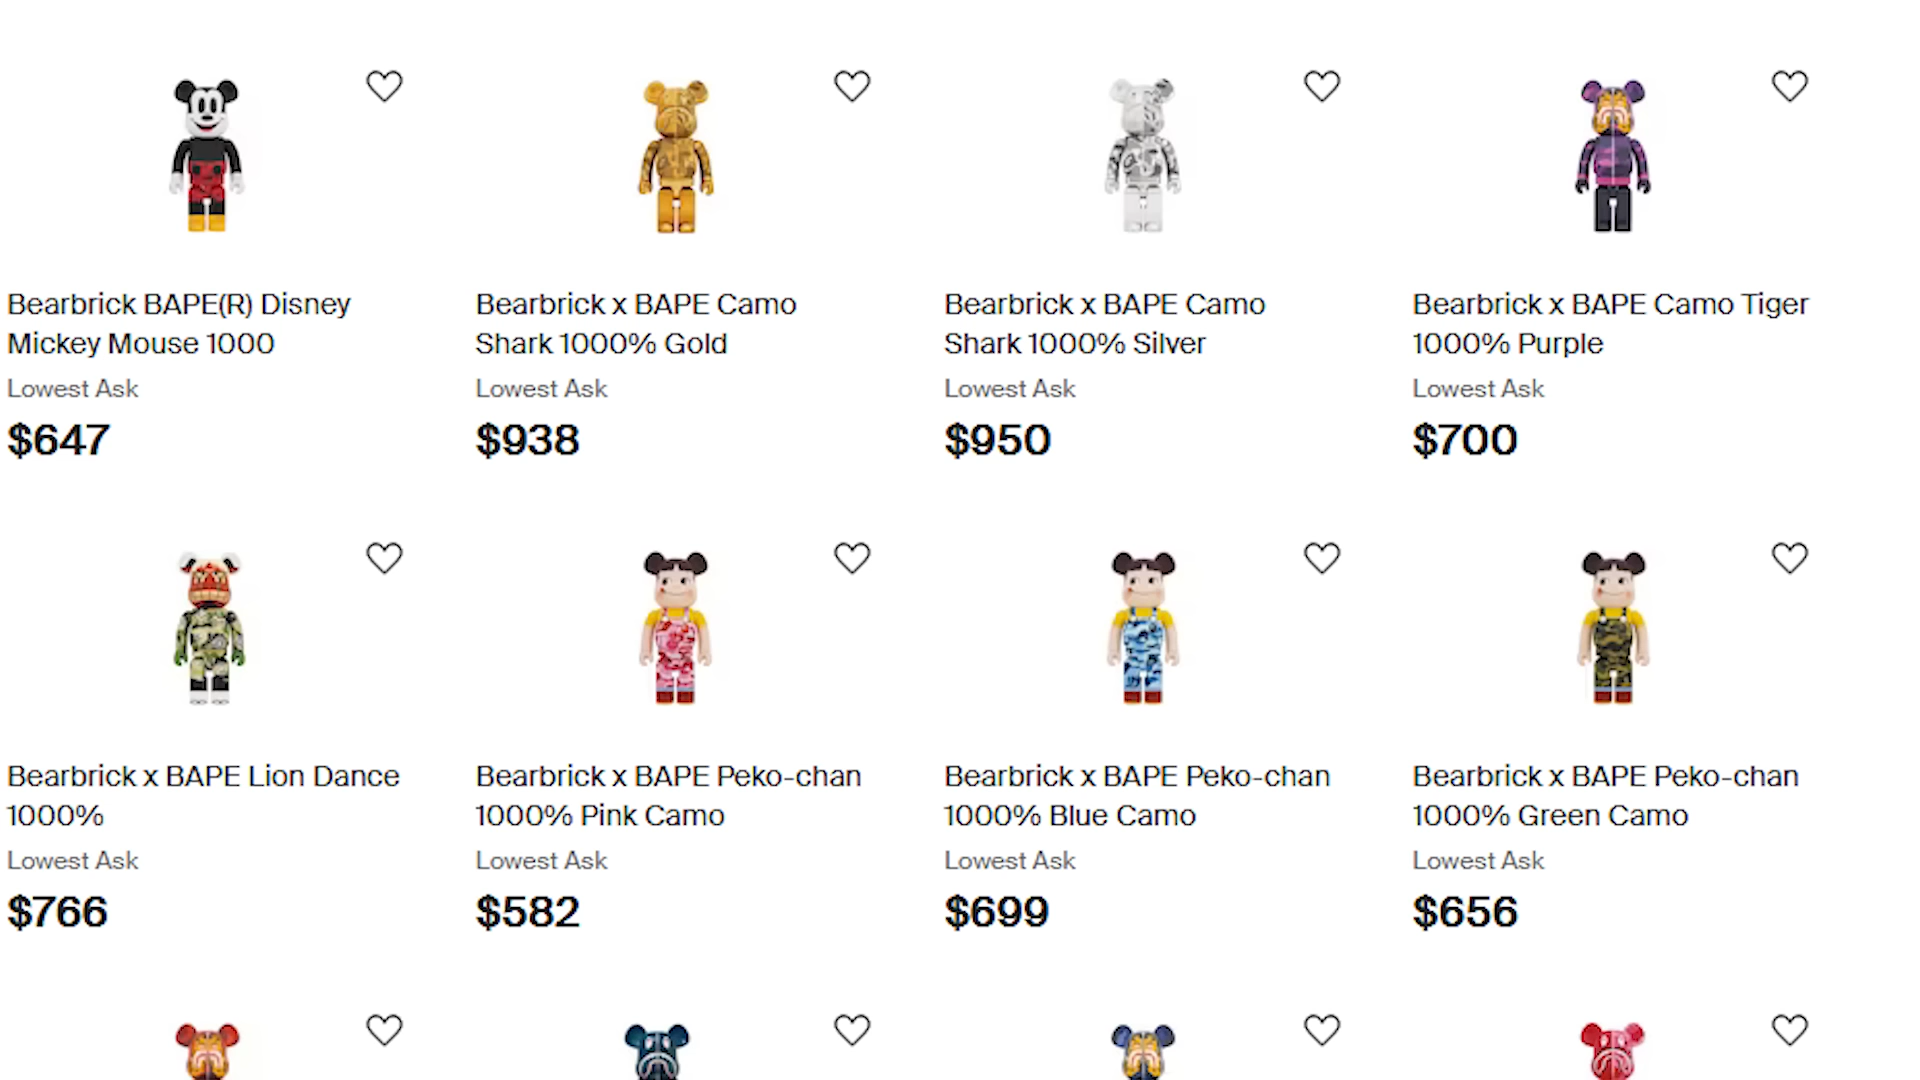 Bearbrick BAPE(R) Disney
Mickey Mouse 1000
Lowest Ask
$647
Bearbrick x BAPE Camo
Shark 1000% Gold
Lowest Ask
$938
Bearbrick x BAPE Camo
Shark 1000% Silver
Lowest Ask
$950
Bearbrick x BAPE Camo Tiger
1000% Purple
Lowest Ask
$700
Bearbrick x BAPE Lion Dance
1000%
Lowest Ask
$766
Bearbrick x BAPE Peko-chan
1000% Pink Camo
Lowest Ask
$582
Bearbrick x BAPE Peko-chan
1000% Blue Camo
Lowest Ask
$699
Bearbrick x BAPE Peko-chan
1000% Green Camo
Lowest Ask
$656